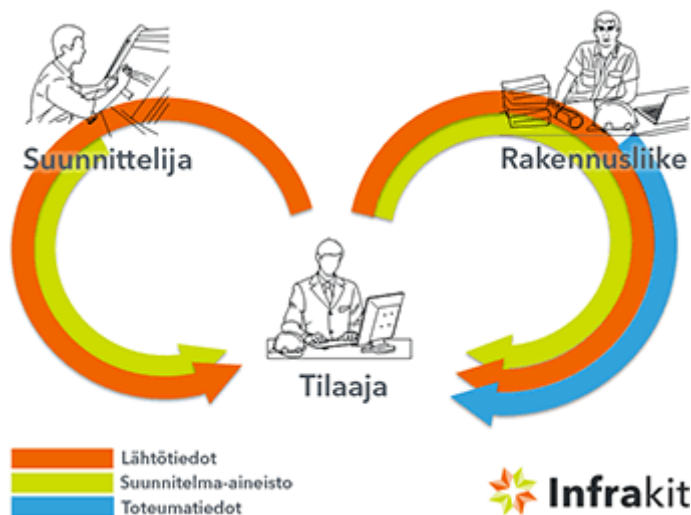 Suunnittelija
Rakennusliike
Tilaaja
Lähtötiedot
Suunnitelma-aineisto
Toteumatiedot
Infrakit